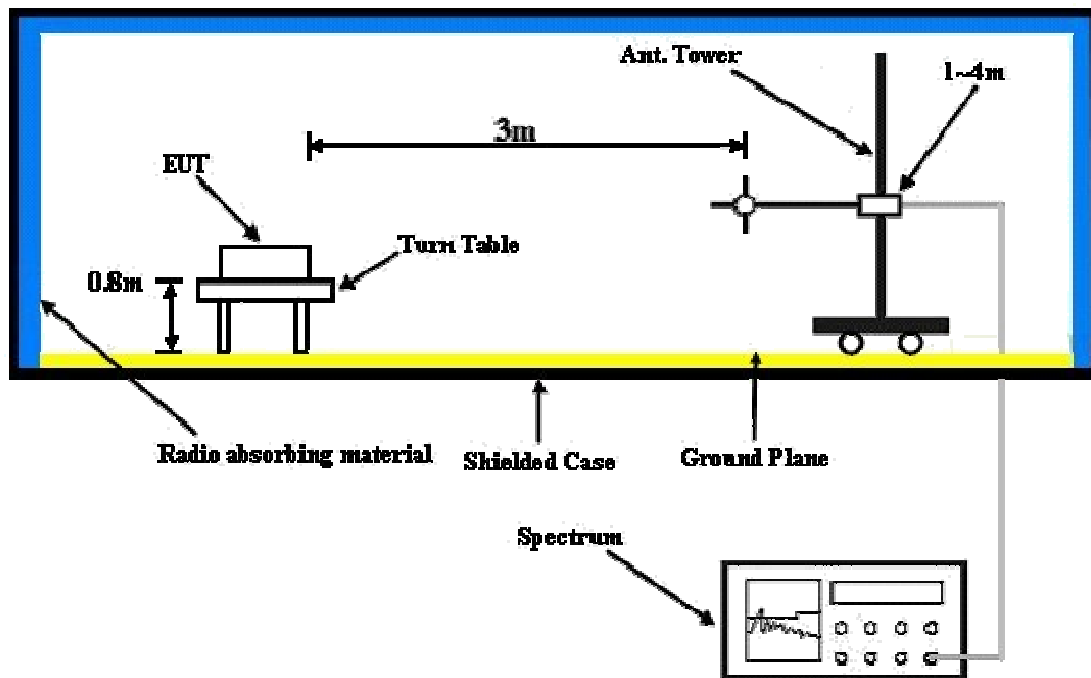 Ant. Tower
1~4m
3m
EUT
Turn Table
0.8m
Radio absorbing material
Shielded Case
Ground Plane
Spectrum